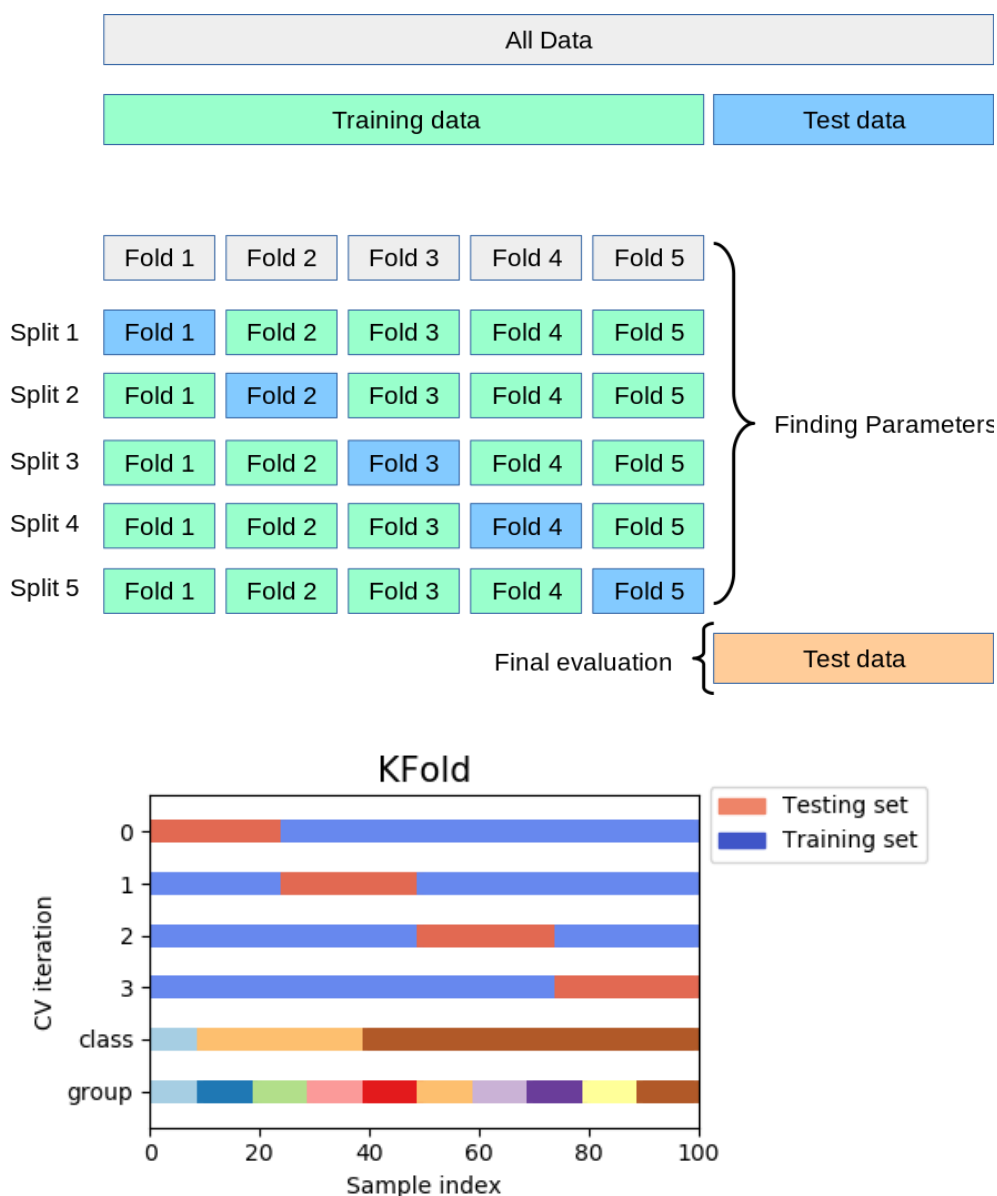 All Data
Training data Test data
Fold 1 Fold 2 Fold 3 Fold 4 Fold 5
Split 1 Fold 1 Fold 2 Fold 3 Fold 4 Fold 5
Split 2 Fold 1 Fold 2 Fold 3 Fold 4 Fold 5
Finding Parameters
Split 3 Fold 1 Fold 2 Fold 3 Fold 4 Fold 5
Split 4 Fold 1 Fold 2 Fold 3 Fold 4 Fold 5
Split 5 Fold 1 Fold 2 Fold 3 Fold 4 Fold 5
Final evaluation Test data
KFold
Testing set
Training set
CV iteration
0
1
2
3
class
group
0 20 40 60 80 100
Sample index